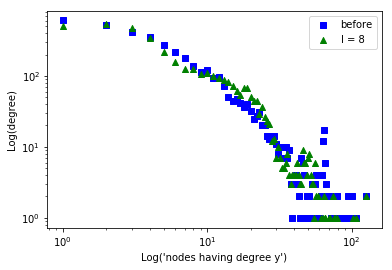 before
l = 8
Log(degree)
10²
10¹
10⁰
10⁰
10¹
10²
Log('nodes having degree y')